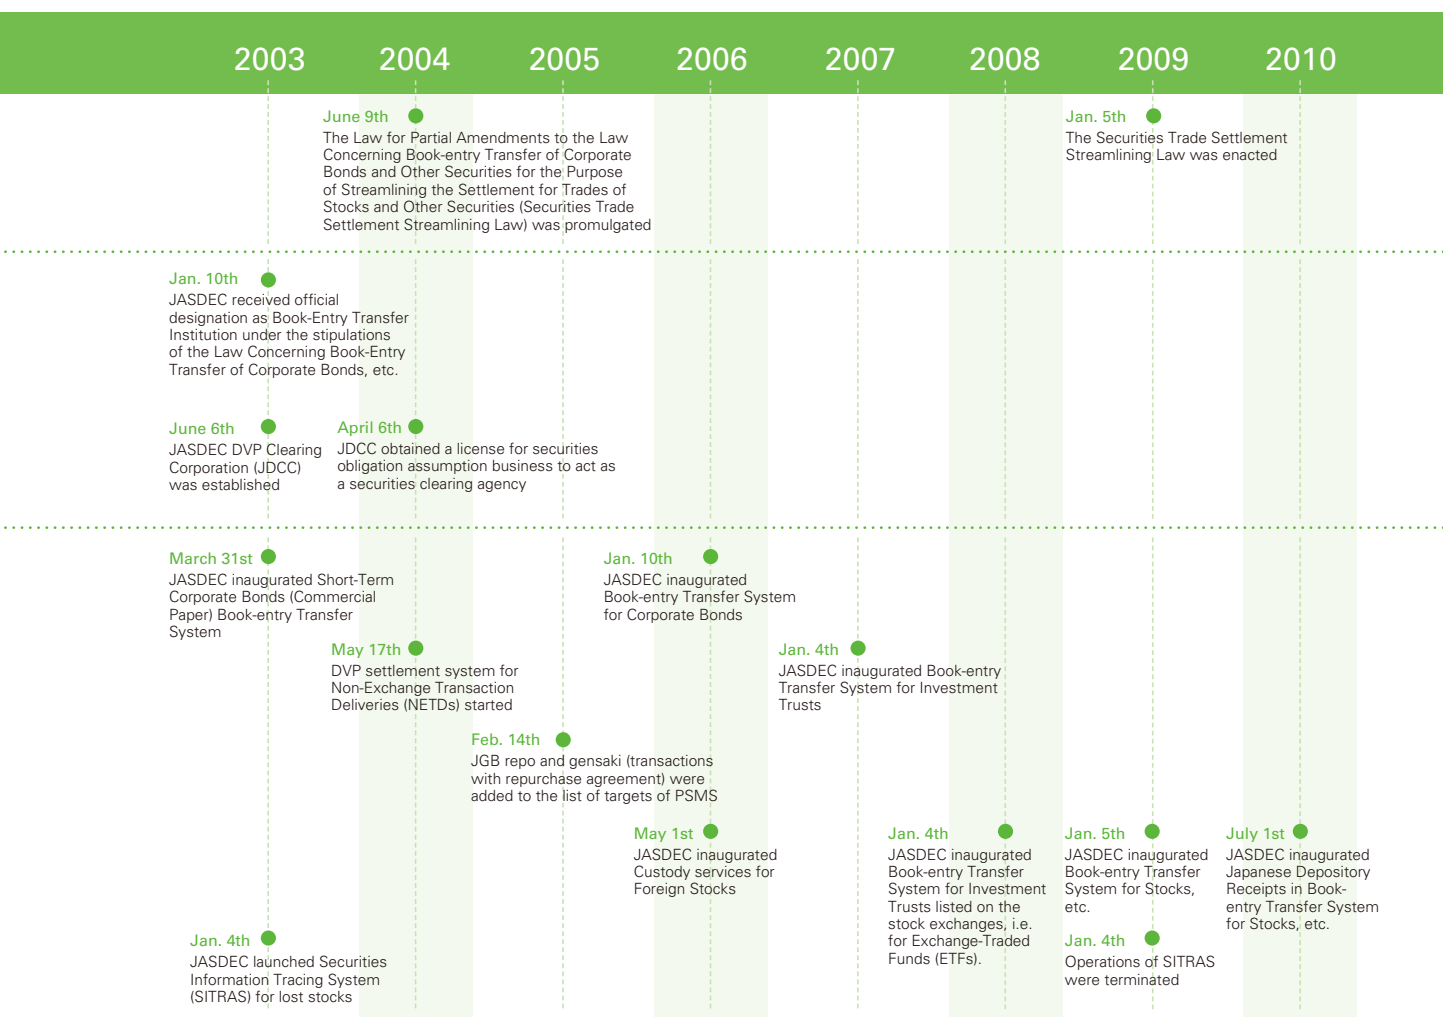 2003 2004 2005 2006 2007 2008 2009 2010
June 9th
The Law for Partial Amendments to the Law
Concerning Book-entry Transfer of Corporate
Bonds and Other Securities for the Purpose
of Streamlining the Settlement for Trades of
Stocks and Other Securities (Securities Trade
Settlement Streamlining Law) was promulgated
Jan. 5th
The Securities Trade Settlement
Streamlining Law was enacted
Jan. 10th
JASDEC received official
designation as Book-Entry Transfer
Institution under the stipulations
of the Law Concerning Book-Entry
Transfer of Corporate Bonds, etc.
June 6th
JASDEC DVP Clearing
Corporation (JDCC)
was established
April 6th
JDCC obtained a license for securities
obligation assumption business to act as
a securities clearing agency
March 31st
JASDEC inaugurated Short-Term
Corporate Bonds (Commercial
Paper) Book-entry Transfer
System
Jan. 10th
JASDEC inaugurated
Book-entry Transfer System
for Corporate Bonds
May 17th
DVP settlement system for
Non-Exchange Transaction
Deliveries (NETDs) started
Jan. 4th
JASDEC inaugurated Book-entry
Transfer System for Investment
Trusts
Feb. 14th
JGB repo and gensaki (transactions
with repurchase agreement) were
added to the list of targets of PSMS
May 1st
JASDEC inaugurated
Custody services for
Foreign Stocks
Jan. 4th
JASDEC inaugurated
Book-entry Transfer
System for Investment
Trusts listed on the
stock exchanges, i.e.
for Exchange-Traded
Funds (ETFs).
Jan. 5th
JASDEC inaugurated
Book-entry Transfer
System for Stocks,
etc.
July 1st
JASDEC inaugurated
Japanese Depository
Receipts in Book-
entry Transfer System
for Stocks, etc.
Jan. 4th
JASDEC launched Securities
Information Tracing System
(SITRAS) for lost stocks
Jan. 4th
Operations of SITRAS
were terminated